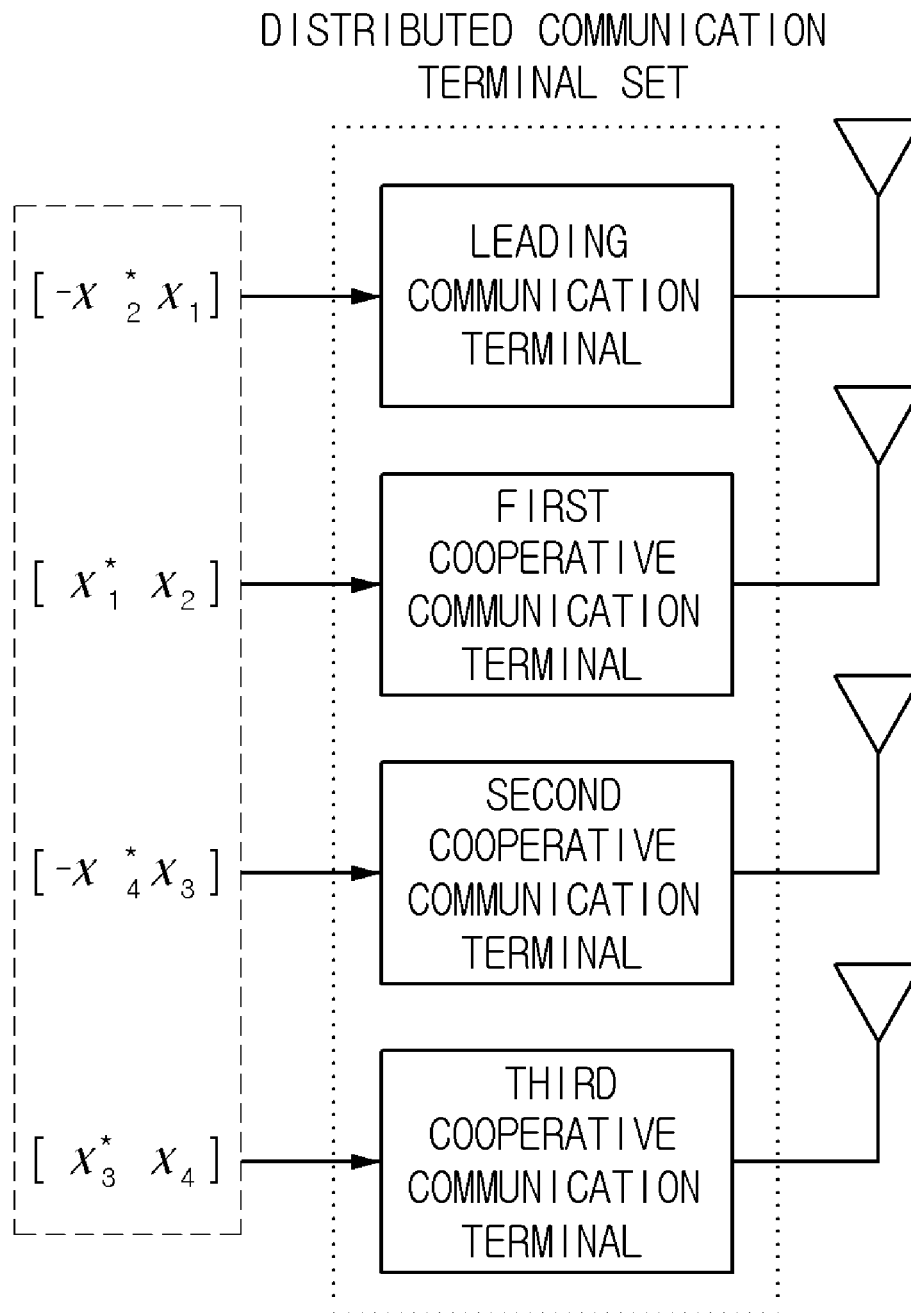 DISTRIBUTED COMMUNICATION
TERMINAL SET
[-x*2 x1]
LEADING
COMMUNICATION
TERMINAL
[ x*1 x2 ]
FIRST
COOPERATIVE
COMMUNICATION
TERMINAL
[-x*4 x3 ]
SECOND
COOPERATIVE
COMMUNICATION
TERMINAL
[ x*3 x4 ]
THIRD
COOPERATIVE
COMMUNICATION
TERMINAL